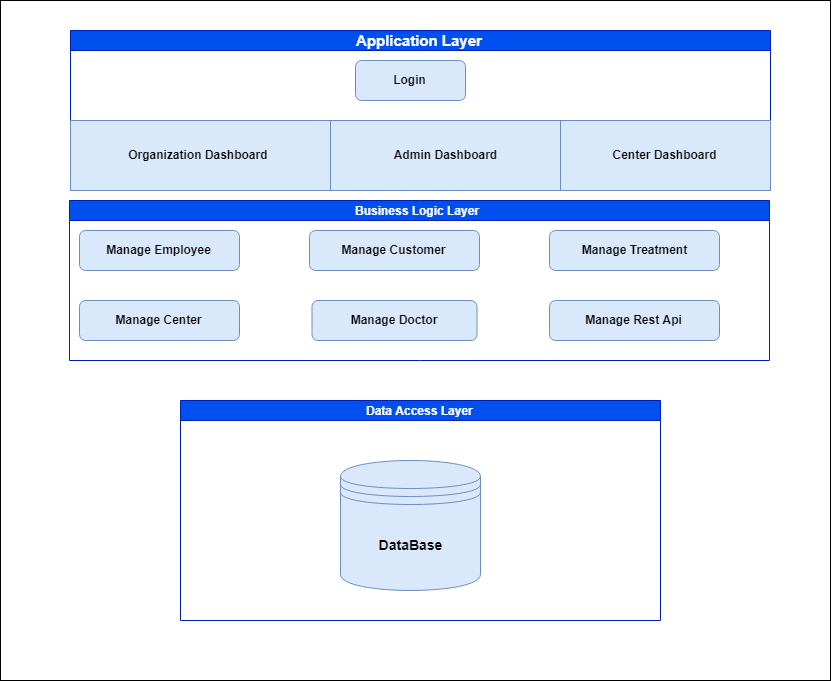 Application Layer
Login
Organization Dashboard
Admin Dashboard
Center Dashboard
Business Logic Layer
Manage Employee
Manage Customer
Manage Treatment
Manage Center
Manage Doctor
Manage Rest Api
Data Access Layer
DataBase